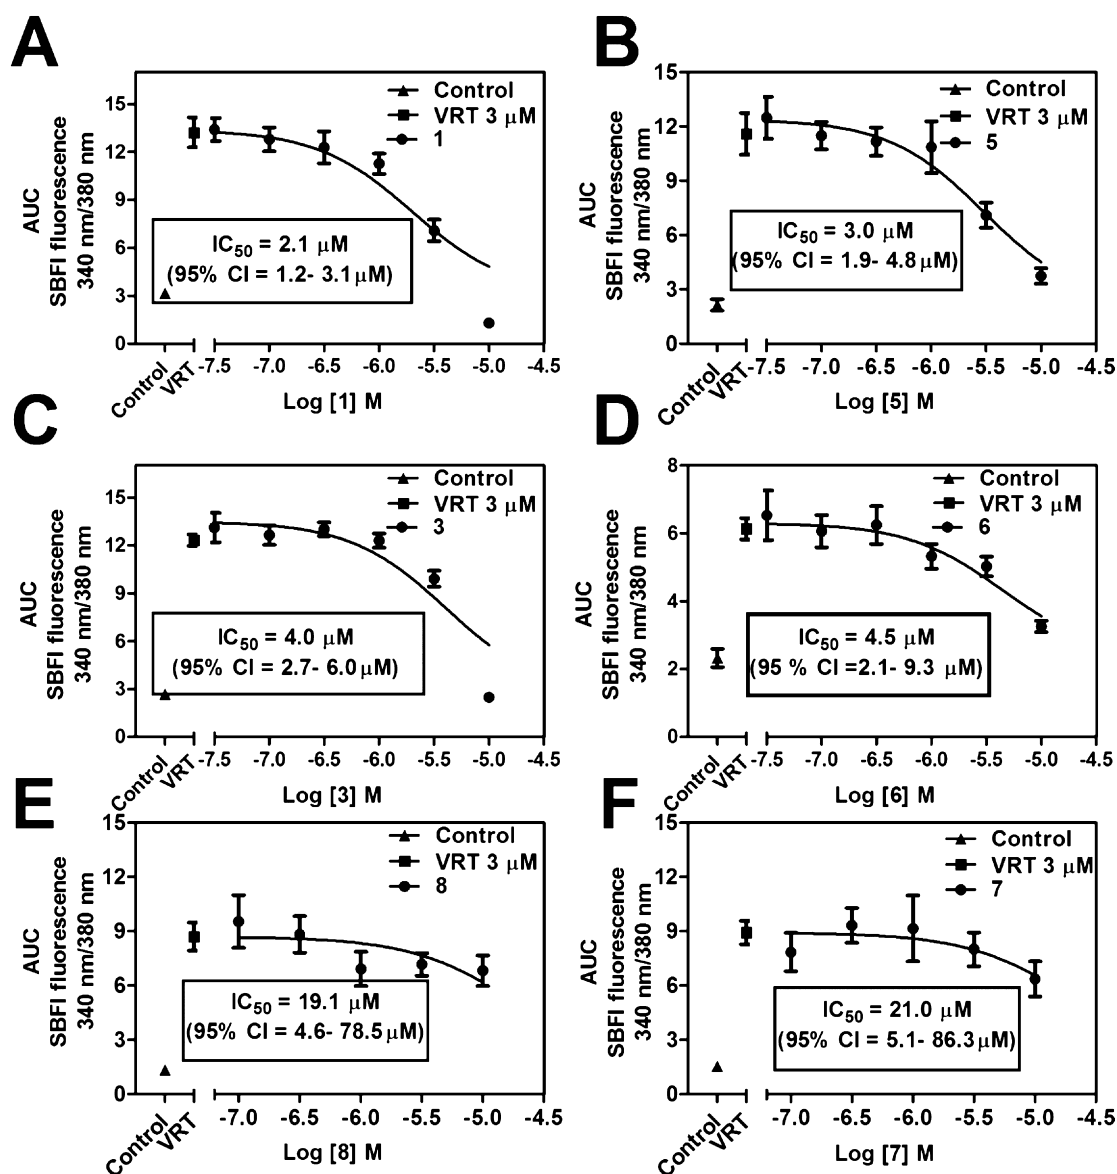 A
AUC
SBFI fluorescence
340 nm/380 nm
15
12
9
6
3
0
Control
VRT 3 μM
1
IC50 = 2.1 μM
(95% CI = 1.2- 3.1 μM)
Control
VRT
-7.5 -7.0 -6.5 -6.0 -5.5 -5.0 -4.5
Log [1] M
B
AUC
SBFI fluorescence
340 nm/380 nm
15
12
9
6
3
0
Control
VRT 3 μM
5
IC50 = 3.0 μM
(95% CI = 1.9- 4.8 μM)
Control
VRT
-7.5 -7.0 -6.5 -6.0 -5.5 -5.0 -4.5
Log [5] M
C
AUC
SBFI fluorescence
340 nm/380 nm
15
12
9
6
3
0
Control
VRT 3 μM
3
IC50 = 4.0 μM
(95% CI = 2.7- 6.0 μM)
Control
VRT
-7.5 -7.0 -6.5 -6.0 -5.5 -5.0 -4.5
Log [3] M
D
AUC
SBFI fluorescence
340 nm/380 nm
8
6
4
2
0
Control
VRT 3 μM
6
IC50 = 4.5 μM
(95 % CI =2.1- 9.3 μM)
Control
VRT
-7.5 -7.0 -6.5 -6.0 -5.5 -5.0 -4.5
Log [6] M
E
AUC
SBFI fluorescence
340 nm/380 nm
15
12
9
6
3
0
Control
VRT 3 μM
8
IC50 = 19.1 μM
(95% CI = 4.6- 78.5 μM)
Control
VRT
-7.0 -6.5 -6.0 -5.5 -5.0 -4.5
Log [8] M
F
AUC
SBFI fluorescence
340 nm/380 nm
15
12
9
6
3
0
Control
VRT 3 μM
7
IC50 = 21.0 μM
(95% CI = 5.1- 86.3 μM)
Control
VRT
-7.0 -6.5 -6.0 -5.5 -5.0 -4.5
Log [7] M